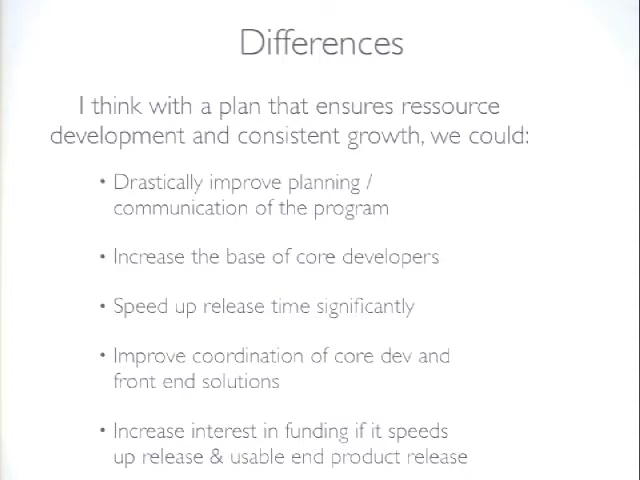 Differences
I think with a plan that ensures ressource
development and consistent growth, we could:
• Drastically improve planning /
communication of the program
• Increase the base of core developers
• Speed up release time significantly
• Improve coordination of core dev and
front end solutions
• Increase interest in funding if it speeds
up release & usable end product release